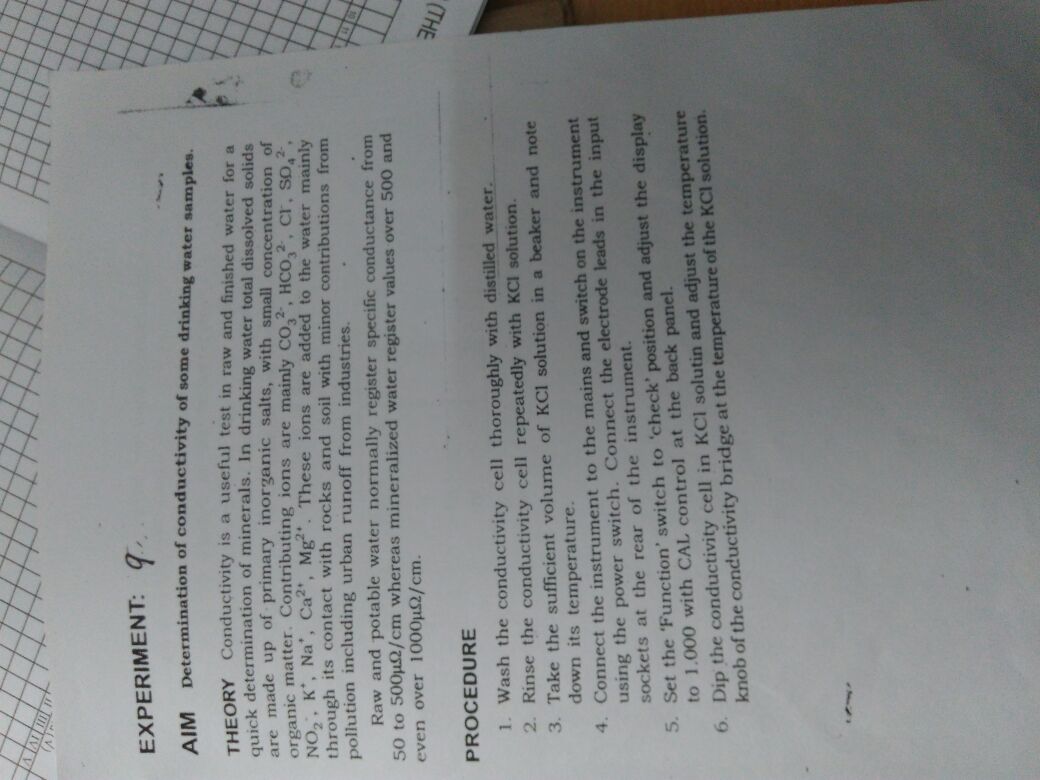 EXPERIMENT: 9
AIM Determination of conductivity of some drinking water samples.
THEORY Conductivity is a useful test in raw and finished water for a
quick determination of minerals. In drinking water total dissolved solids
are made up of primary inorganic salts, with small concentration of
organic matter. Contributing ions are mainly CO₃²⁻, HCO₃²⁻, Cl⁻, SO₄²⁻,
NO₂⁻, K⁺, Na⁺, Ca²⁺, Mg²⁺. These ions are added to the water mainly
through its contact with rocks and soil with minor contributions from
pollution including urban runoff from industries.
Raw and potable water normally register specific conductance from
50 to 500µΩ/cm whereas mineralized water register values over 500 and
even over 1000µΩ/cm.
PROCEDURE
1. Wash the conductivity cell thoroughly with distilled water.
2. Rinse the conductivity cell repeatedly with KCl solution.
3. Take the sufficient volume of KCl solution in a beaker and note
down its temperature.
4. Connect the instrument to the mains and switch on the instrument
using the power switch. Connect the electrode leads in the input
sockets at the rear of the instrument.
5. Set the 'Function' switch to 'check' position and adjust the display
to 1.000 with CAL control at the back panel.
6. Dip the conductivity cell in KCl solutin and adjust the temperature
knob of the conductivity bridge at the temperature of the KCl solution.